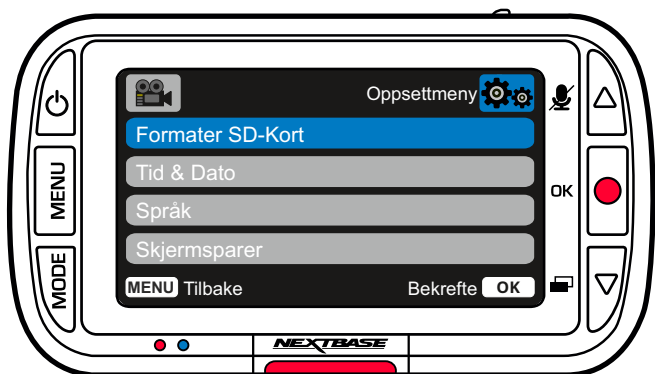 Oppsettmeny
Formater SD-Kort
Tid & Dato
Språk
Skjermsparer
MENU Tilbake
Bekrefte OK
MENU
MODE
OK
NEXTBASE